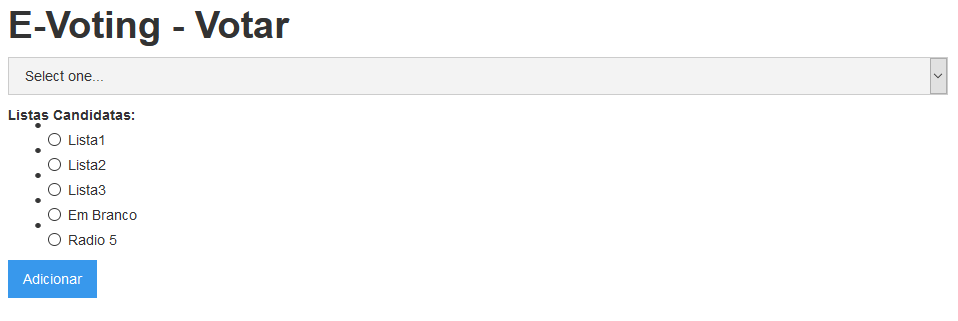 E-Voting - Votar
Select one...
Listas Candidatas:
Lista1
Lista2
Lista3
Em Branco
Radio 5
Adicionar